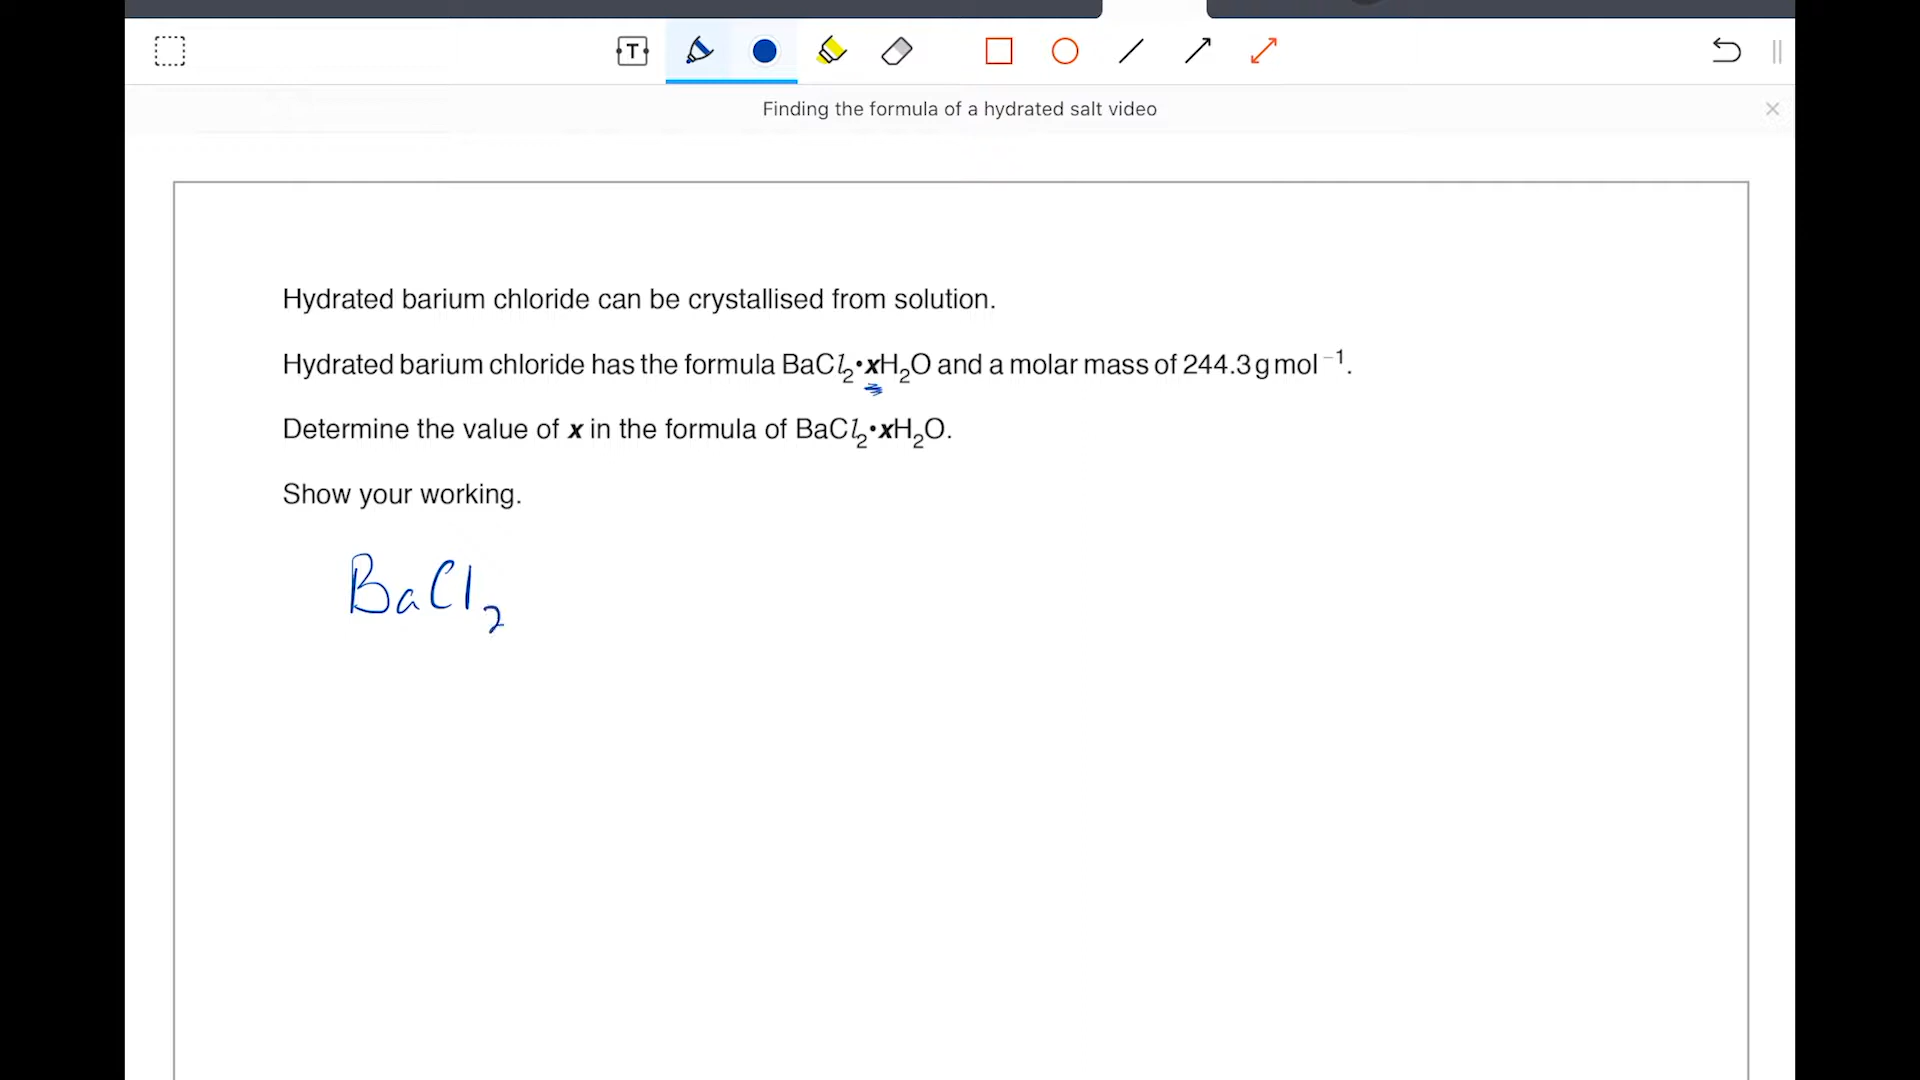 T
Finding the formula of a hydrated salt video
Hydrated barium chloride can be crystallised from solution.
Hydrated barium chloride has the formula BaCl₂•xH₂O and a molar mass of 244.3 g mol⁻¹.
Determine the value of x in the formula of BaCl₂•xH₂O.
Show your working.
BaCl₂